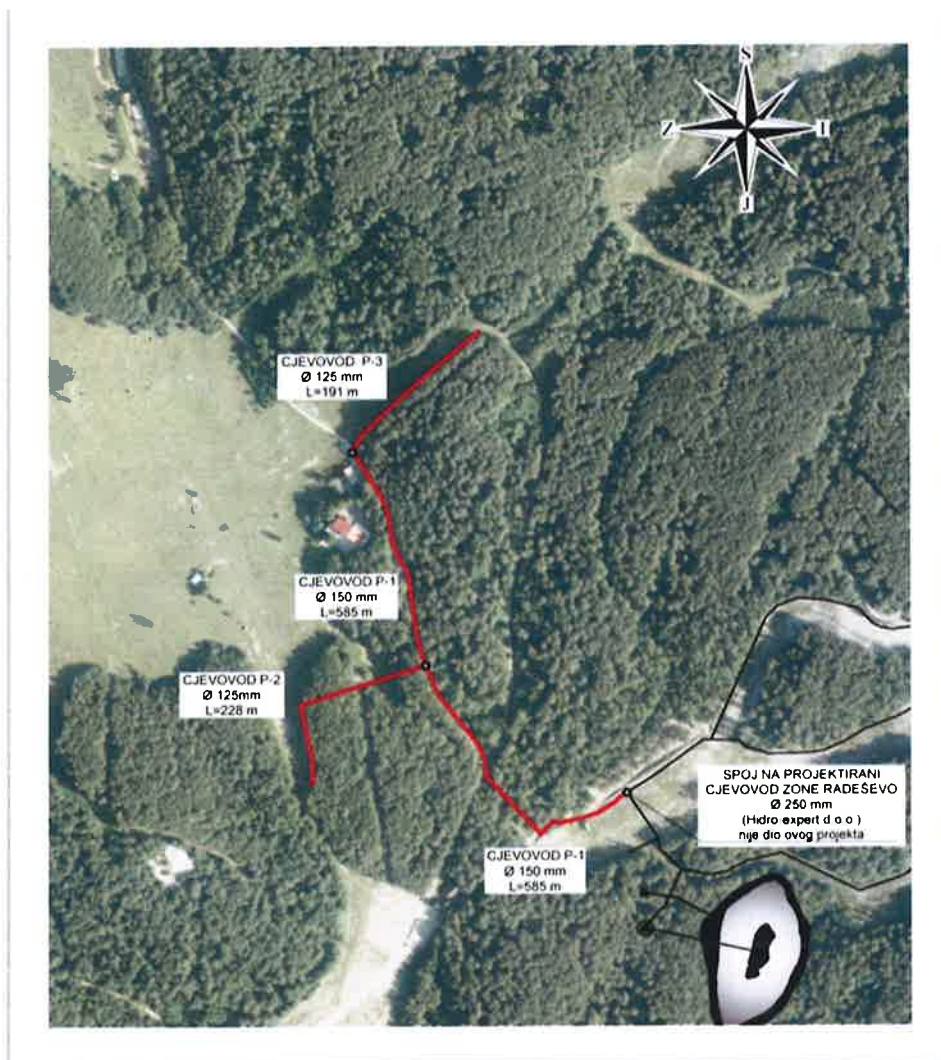 S
Z I
J
CJEVOVOD P-3
Ø 125 mm
L=191 m
CJEVOVOD P-1
Ø 150 mm
L=585 m
CJEVOVOD P-2
Ø 125mm
L=228 m
SPOJ NA PROJEKTIRANI
CJEVOVOD ZONE RADEŠEVO
Ø 250 mm
(Hidro expert d o o )
nije dio ovog projekta
CJEVOVOD P-1
Ø 150 mm
L=585 m